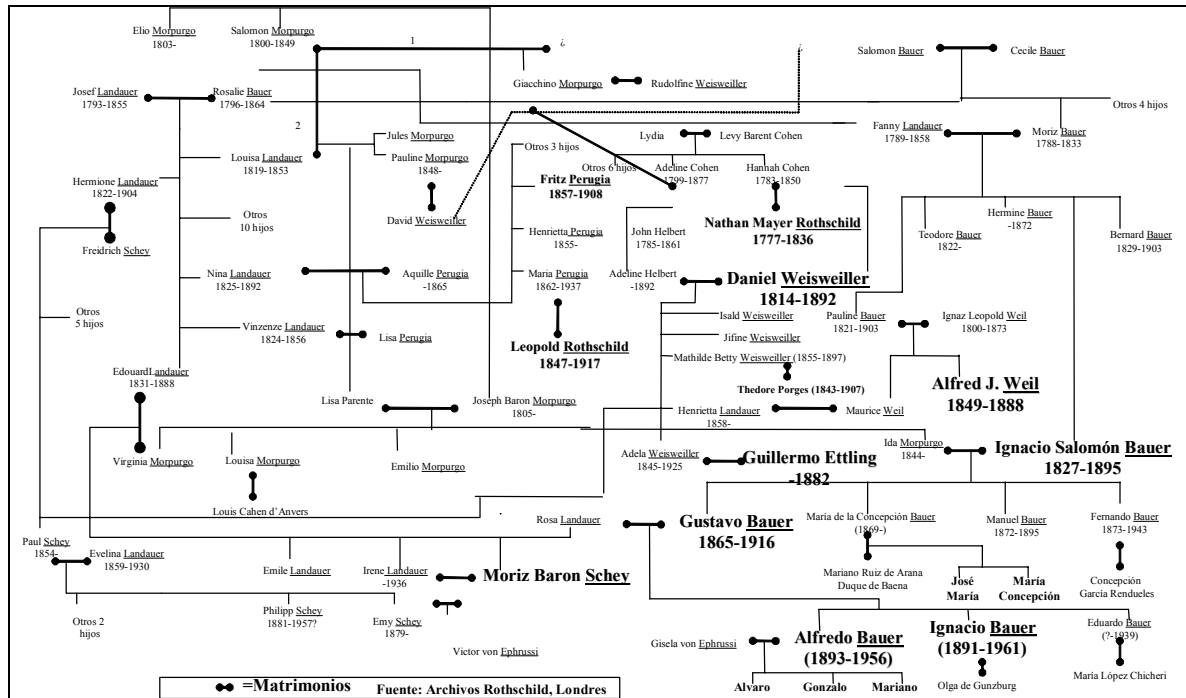 Elio Morpurgo
1803-
Salomon Morpurgo
1800-1849
1
¿
¿
Salomon Bauer
Cecile Bauer
Giacchino Morpurgo
Rudolfine Weisweiller
Josef Landauer
1793-1855
Rosalie Bauer
1796-1864
Otros 4 hijos
2
Jules Morpurgo
Lydia
Levy Barent Cohen
Fanny Landauer
1789-1858
Moriz Bauer
1788-1833
Otros 3 hijos
Louisa Landauer
1819-1853
Pauline Morpurgo
1848-
Otros 6 hijos
Adeline Cohen
1799-1877
Hannah Cohen
1783-1850
Hermione Landauer
1822-1904
Fritz Perugia
1857-1908
Otros
10 hijos
David Weisweiller
Nathan Mayer Rothschild
1777-1836
Teodore Bauer
1822-
Hermine Bauer
-1872
Bernard Bauer
1829-1903
Freidrich Schey
Henrietta Perugia
1855-
John Helbert
1785-1861
Nina Landauer
1825-1892
Aquille Perugia
-1865
Maria Perugia
1862-1937
Adeline Helbert
-1892
Daniel Weisweiller
1814-1892
Otros
5 hijos
Isald Weisweiller
Pauline Bauer
1821-1903
Ignaz Leopold Weil
1800-1873
Vinzenze Landauer
1824-1856
Lisa Perugia
Jifine Weisweiller
Leopold Rothschild
1847-1917
Mathilde Betty Weisweiller (1855-1897)
EdouardLandauer
1831-1888
Thedore Porges (1843-1907)
Alfred J. Weil
1849-1888
Lisa Parente
Joseph Baron Morpurgo
1805-
Henrietta Landauer
1858-
Maurice Weil
Virginia Morpurgo
Louisa Morpurgo
Emilio Morpurgo
Adela Weisweiller
1845-1925
Guillermo Ettling
-1882
Ida Morpurgo
1844-
Ignacio Salomón Bauer
1827-1895
Louis Cahen d'Anvers
Rosa Landauer
Gustavo Bauer
1865-1916
María de la Concepción Bauer
(1869-)
Manuel Bauer
1872-1895
Fernando Bauer
1873-1943
Paul Schey
1854-
Evelina Landauer
1859-1930
Emile Landauer
Irene Landauer
-1936
Moriz Baron Schey
Mariano Ruiz de Arana
Duque de Baena
José
María
María
Concepción
Concepción
García Rendueles
Otros 2
hijos
Philipp Schey
1881-1957?
Emy Schey
1879-
Victor von Ephrussi
Gisela von Ephrussi
Alfredo Bauer
(1893-1956)
Ignacio Bauer
(1891-1961)
Eduardo Bauer
(?-1939)
Alvaro
Gonzalo
Mariano
Olga de Gunzburg
María López Chicheri
=Matrimonios Fuente: Archivos Rothschild, Londres